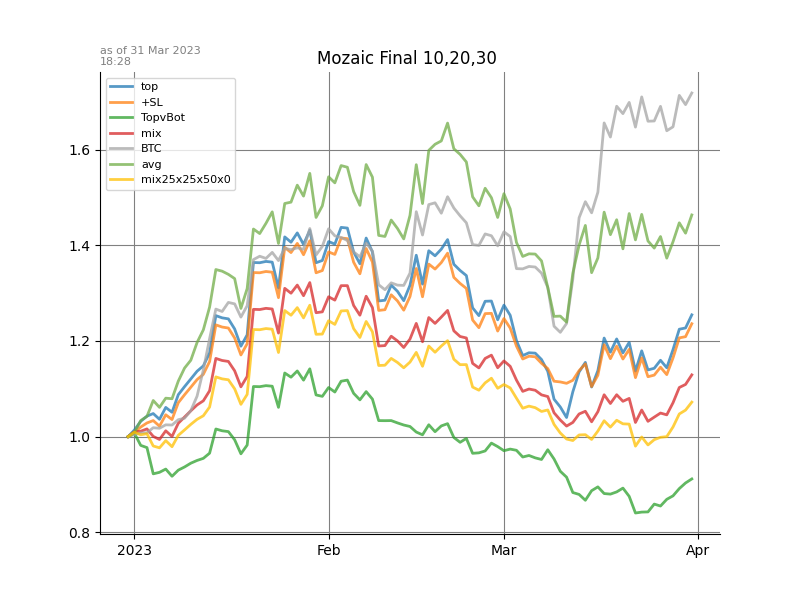 as of 31 Mar 2023
18:28
Mozaic Final 10,20,30
top
+SL
TopvBot
mix
BTC
avg
mix25x25x50x0
1.6
1.4
1.2
1.0
0.8
2023 Feb Mar Apr